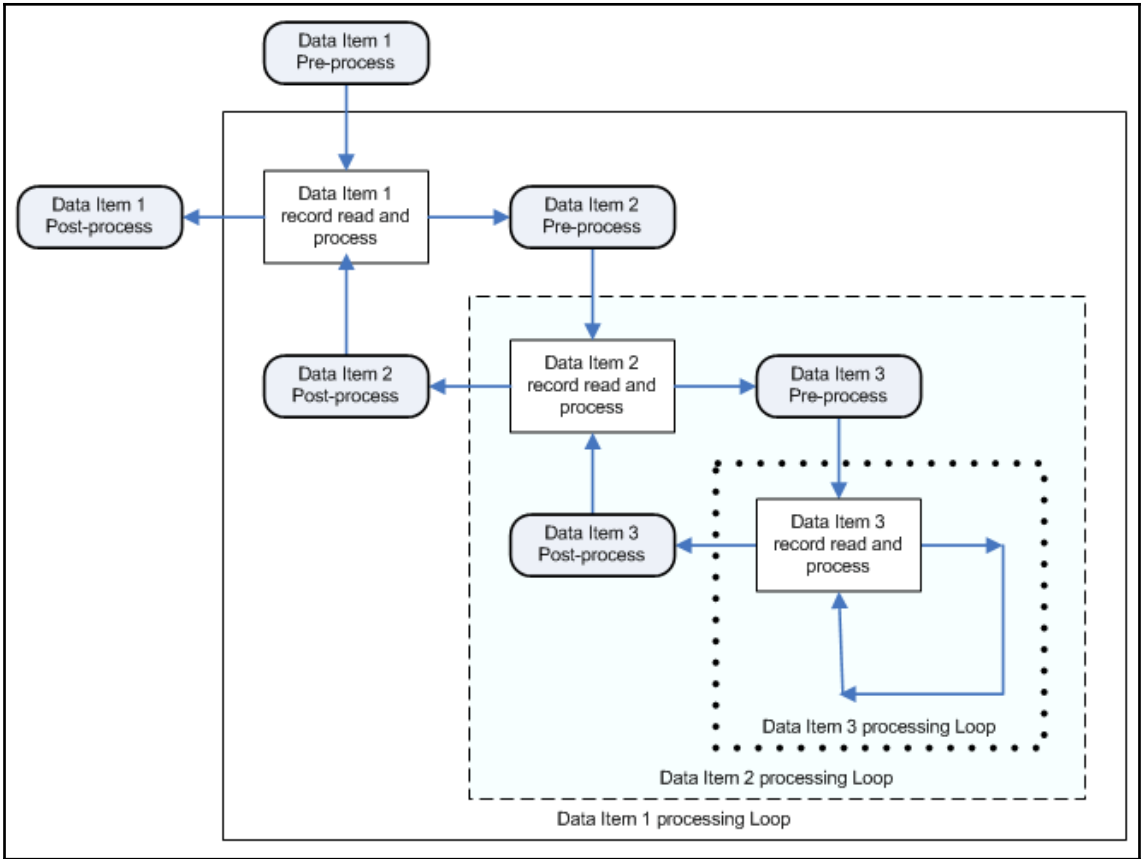 Data Item 1
Pre-process
Data Item 1
Post-process
Data Item 1
record read and
process
Data Item 2
Pre-process
Data Item 2
Post-process
Data Item 2
record read and
process
Data Item 3
Pre-process
Data Item 3
Post-process
Data Item 3
record read and
process
Data Item 3 processing Loop
Data Item 2 processing Loop
Data Item 1 processing Loop